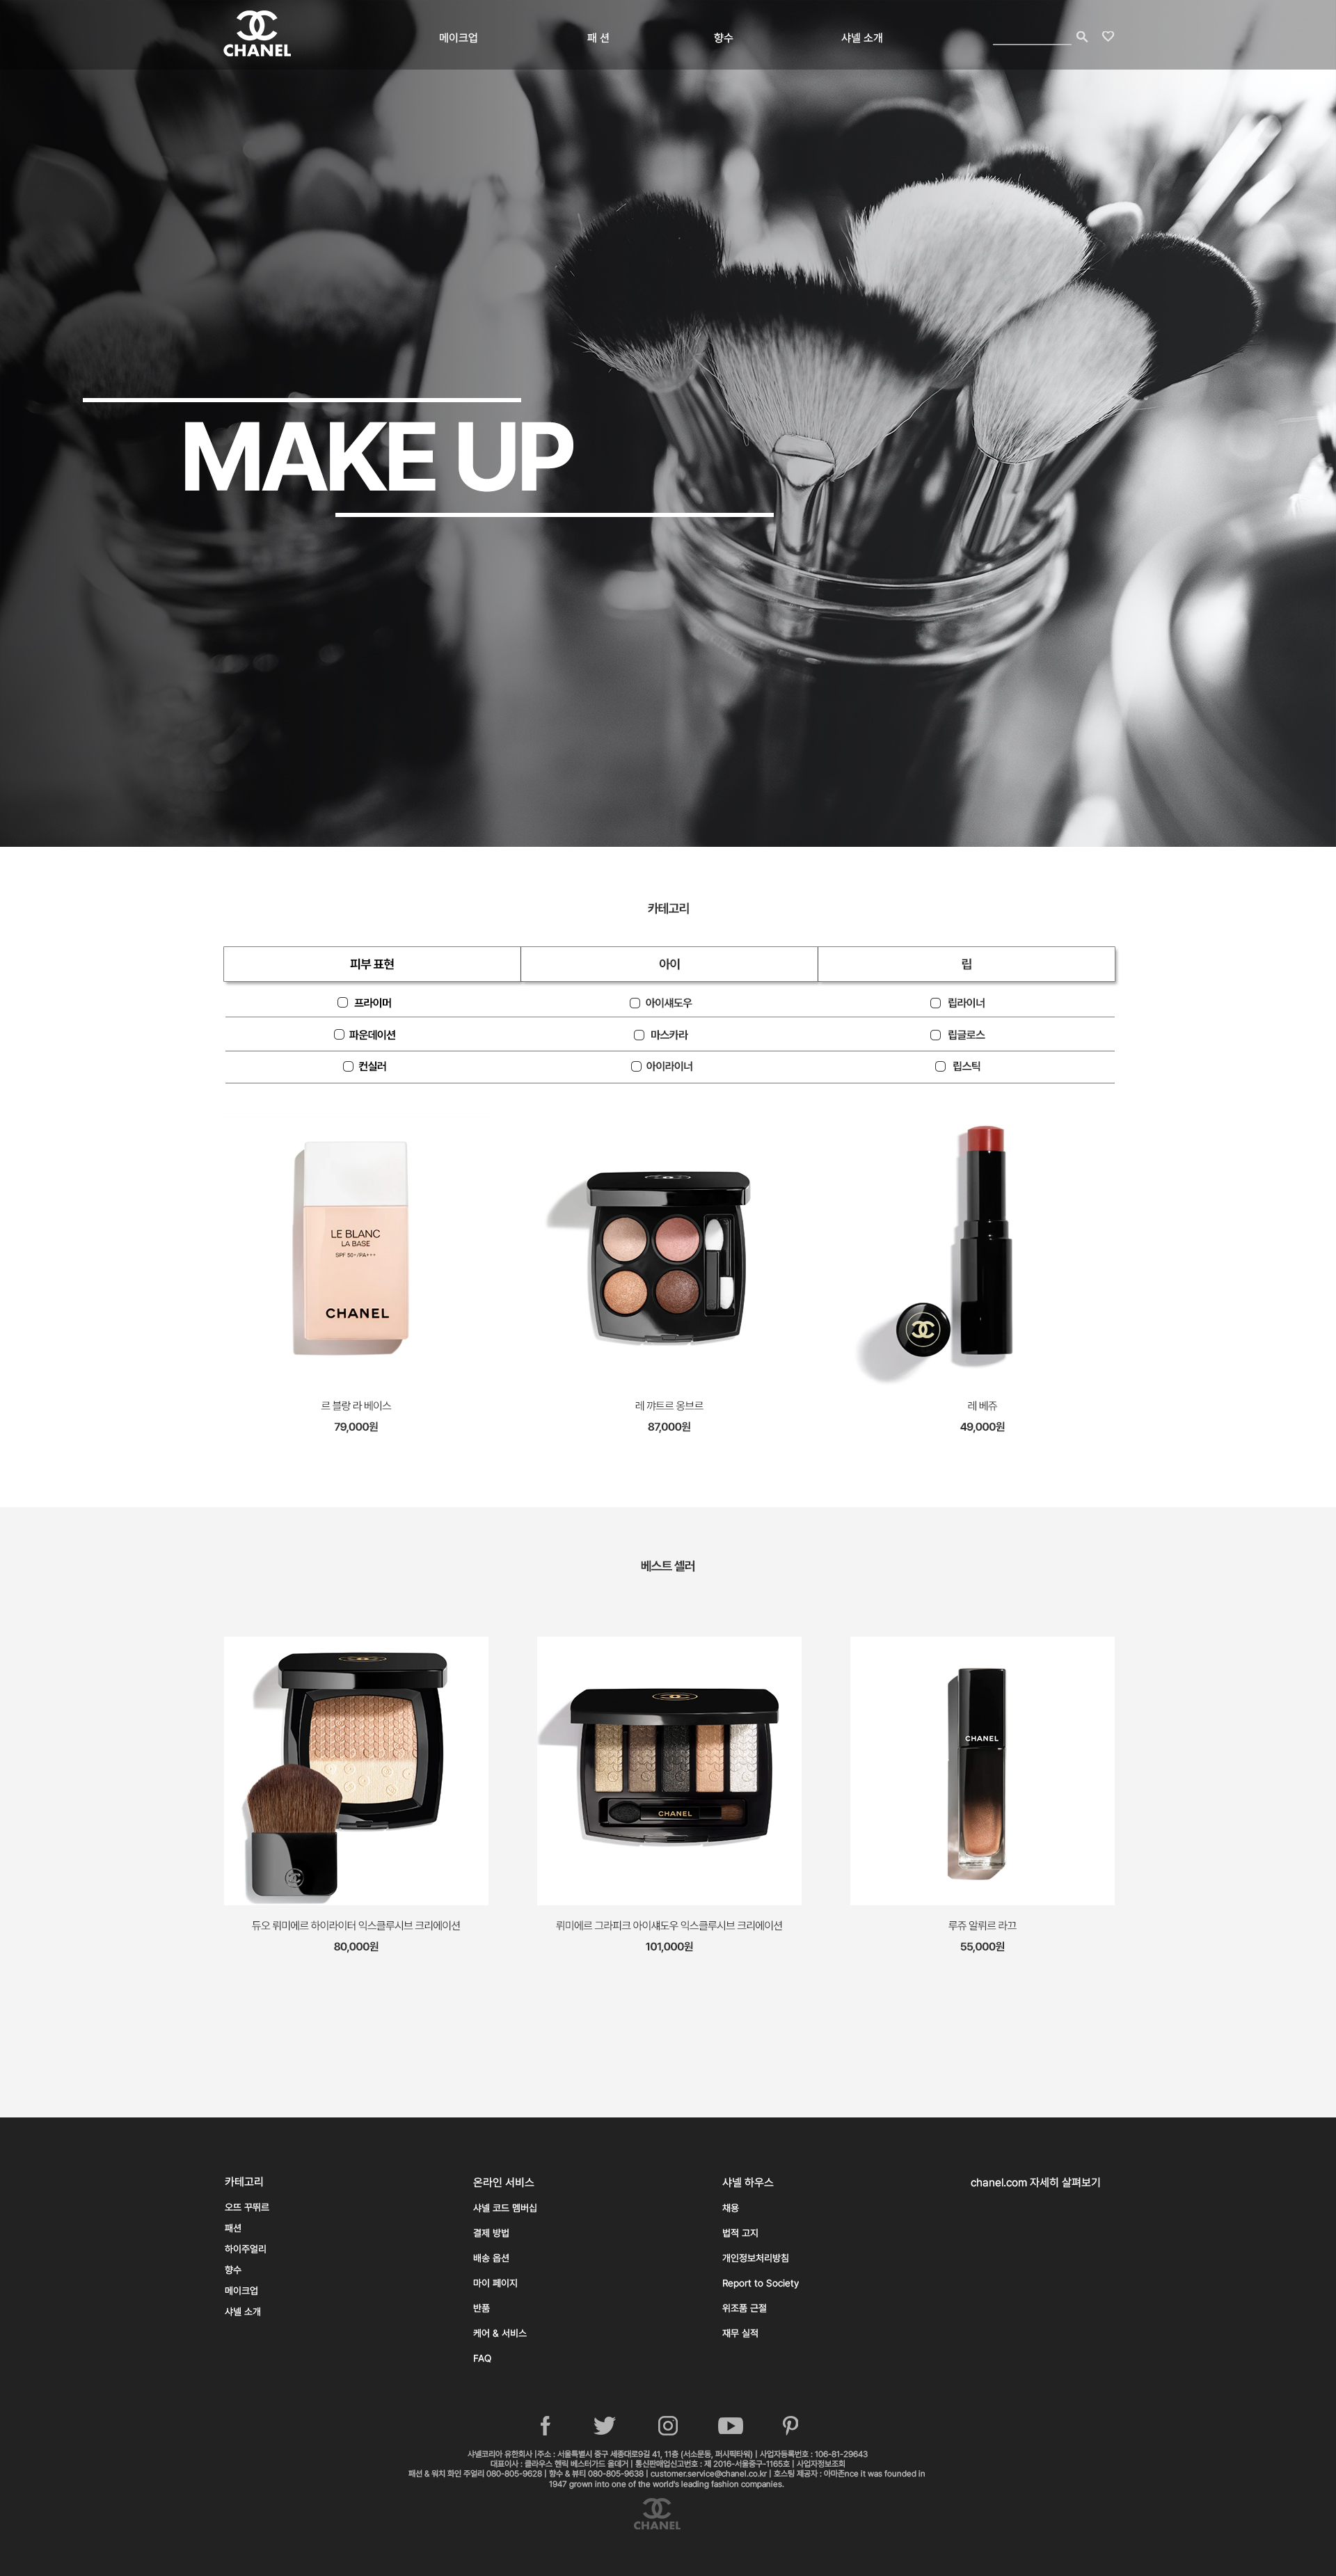 CHANEL
메이크업 패 션 향수 샤넬 소개
MAKE UP
카테고리
피부 표현 아이 립
프라이머 아이섀도우 립라이너
파운데이션 마스카라 립글로스
컨실러 아이라이너 립스틱
LE BLANC
LA BASE
SPF 50+/PA+++
CHANEL
르 블랑 라 베이스
79,000원
레 꺄트르 옹브르
87,000원
레 베쥬
49,000원
베스트 셀러
CHANEL
CHANEL
듀오 뤼미에르 하이라이터 익스클루시브 크리에이션
80,000원
뤼미에르 그라피크 아이섀도우 익스클루시브 크리에이션
101,000원
루쥬 알뤼르 라끄
55,000원
카테고리
오뜨 꾸뛰르
패션
하이주얼리
향수
메이크업
샤넬 소개
온라인 서비스
샤넬 코드 멤버십
결제 방법
배송 옵션
마이 페이지
반품
케어 & 서비스
FAQ
샤넬 하우스
채용
법적 고지
개인정보처리방침
Report to Society
위조품 근절
재무 실적
chanel.com 자세히 살펴보기
샤넬코리아 유한회사 |주소 : 서울특별시 중구 세종대로9길 41, 11층 (서소문동, 퍼시픽타워) | 사업자등록번호 : 106-81-29643
대표이사 : 클라우스 헨릭 베스터가드 올데거 | 통신판매업신고번호 : 제 2016-서울중구-1165호 | 사업자정보조회
패션 & 워치 화인 주얼리 080-805-9628 | 향수 & 뷰티 080-805-9638 | customer.service@chanel.co.kr | 호스팅 제공자 : 아마존nce it was founded in
1947 grown into one of the world's leading fashion companies.
CHANEL